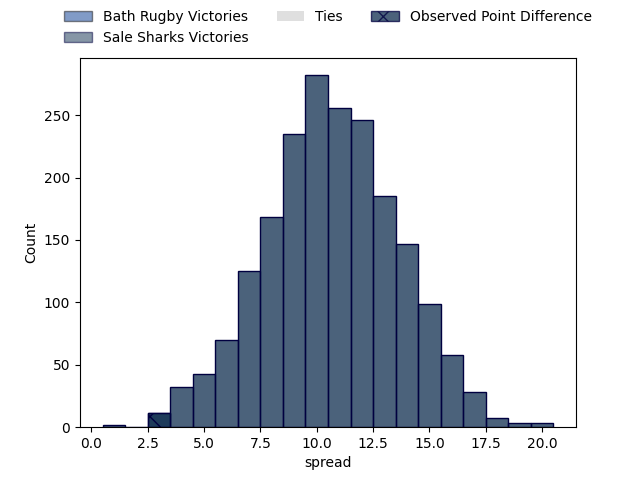 Bath Rugby Victories Ties Observed Point Difference
Sale Sharks Victories
250
200
150
100
50
0
Count
0.0 2.5 5.0 7.5 10.0 12.5 15.0 17.5 20.0
spread